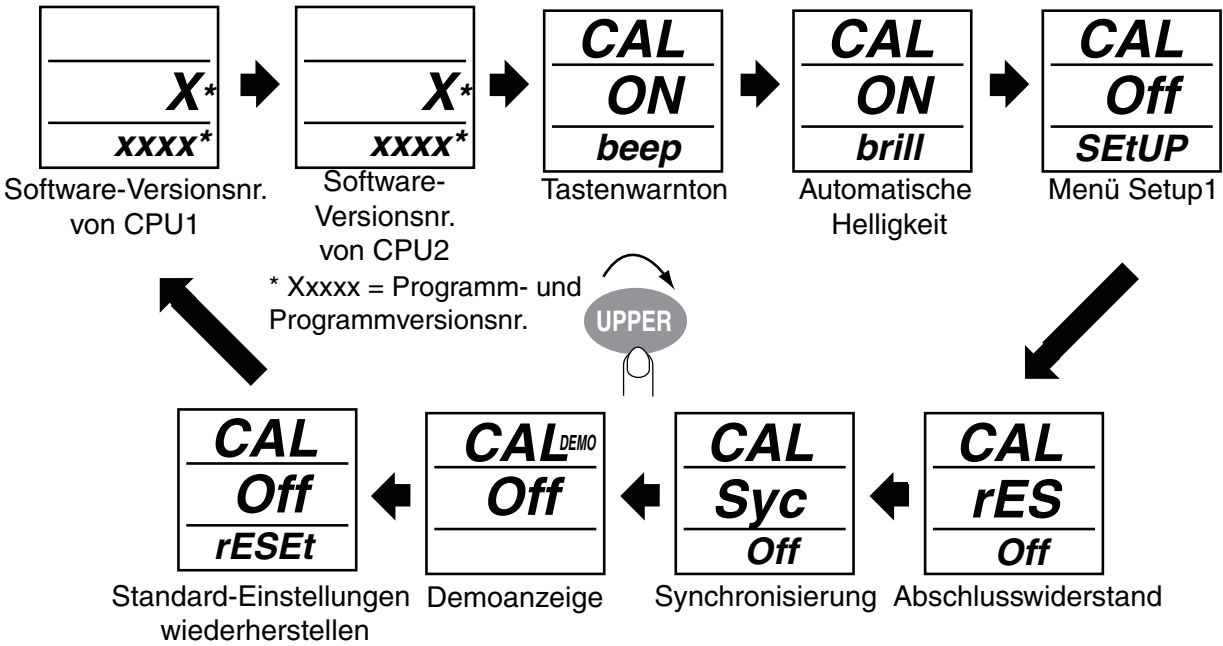 X*
xxxx*
Software-Versionsnr.
von CPU1
X*
xxxx*
Software-
Versionsnr.
von CPU2
CAL
ON
beep
Tastenwarnton
CAL
ON
brill
Automatische
Helligkeit
CAL
Off
SEtUP
Menü Setup1
* Xxxxx = Programm- und
Programmversionsnr.
UPPER
CAL
Off
rESEt
Standard-Einstellungen
wiederherstellen
CAL DEMO
Off
Demoanzeige
CAL
Syc
Off
Synchronisierung
CAL
rES
Off
Abschlusswiderstand